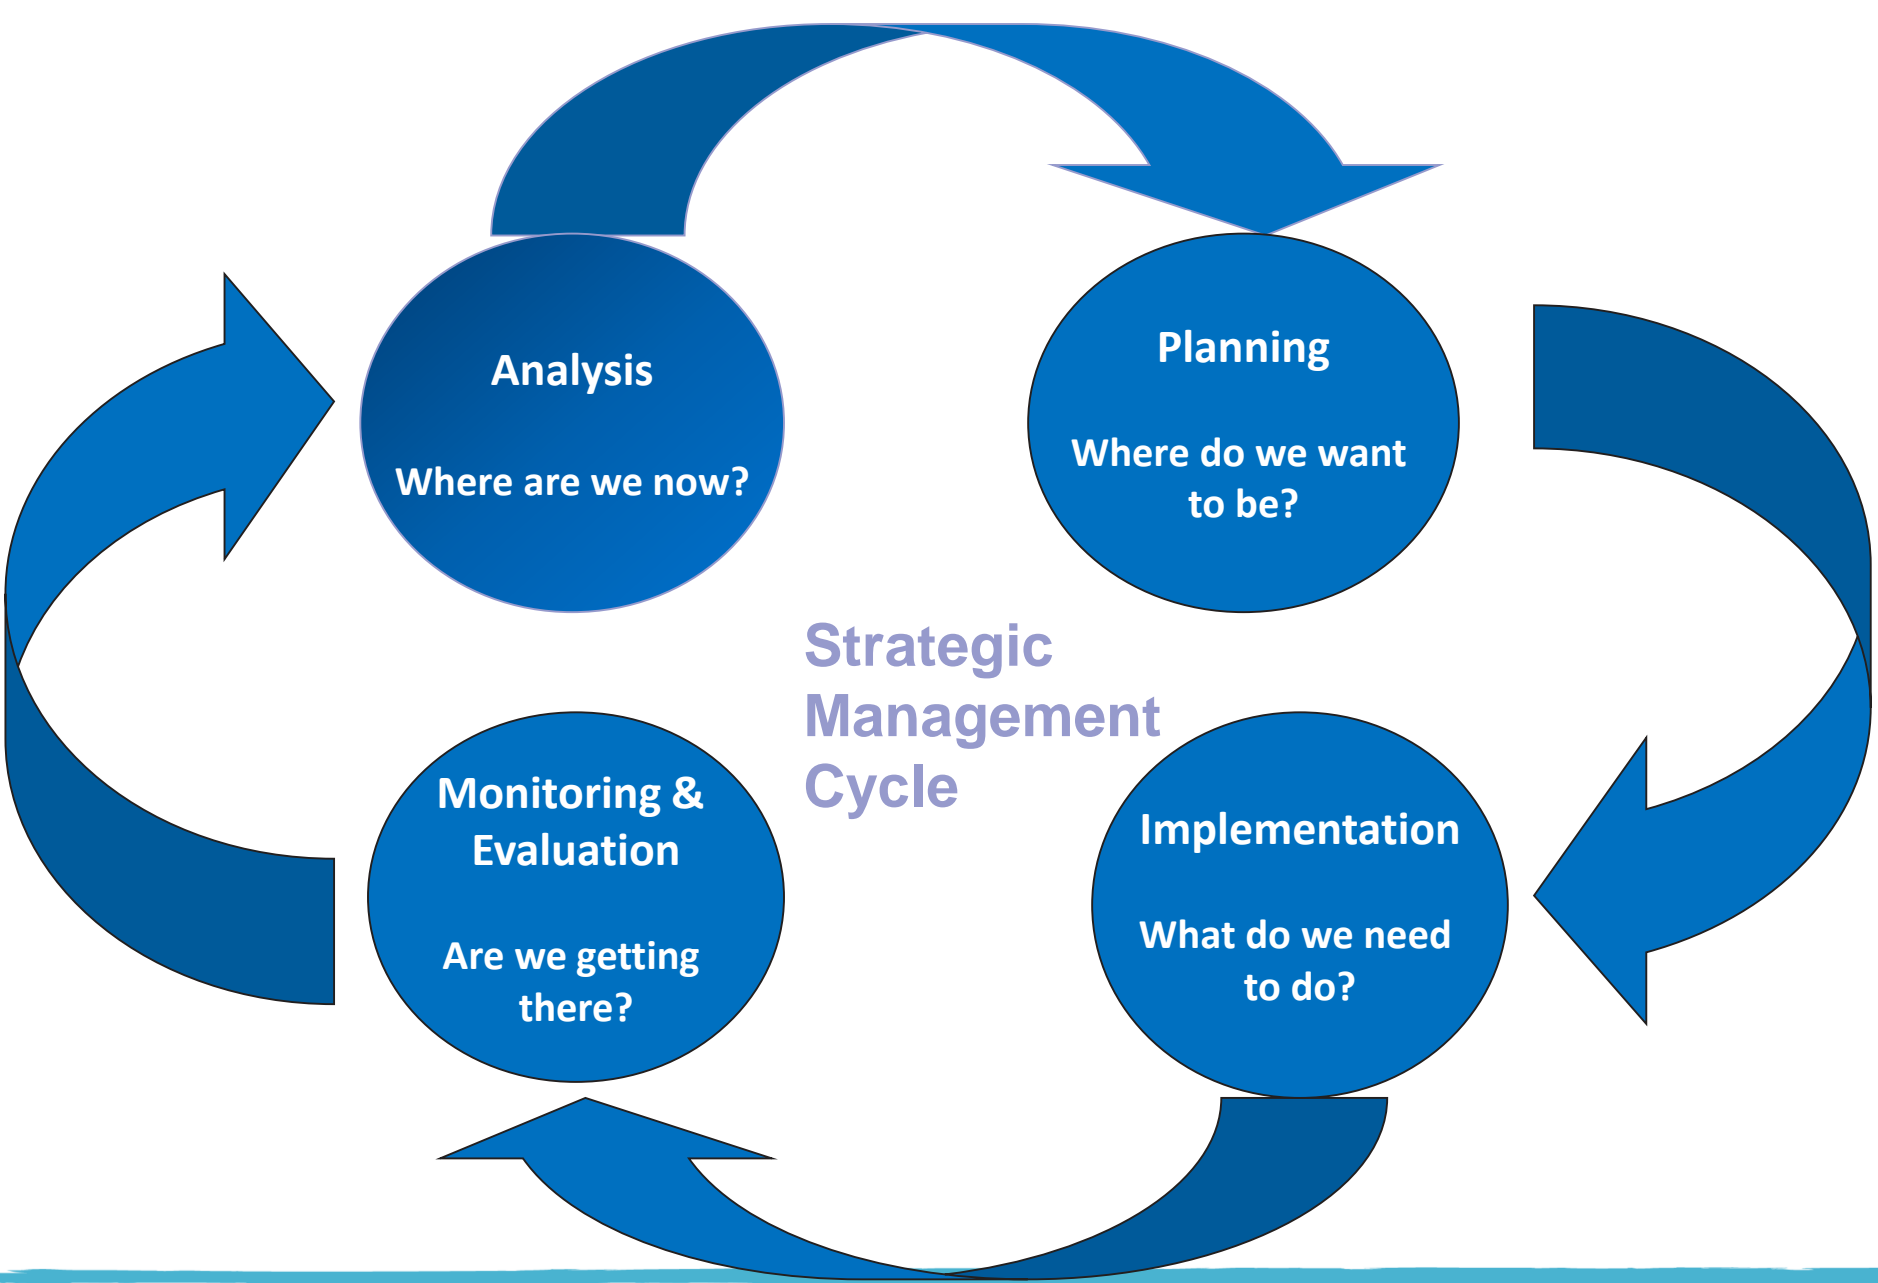 Analysis
Where are we now?
Planning
Where do we want
to be?
Strategic
Management
Cycle
Monitoring &
Evaluation
Are we getting
there?
Implementation
What do we need
to do?